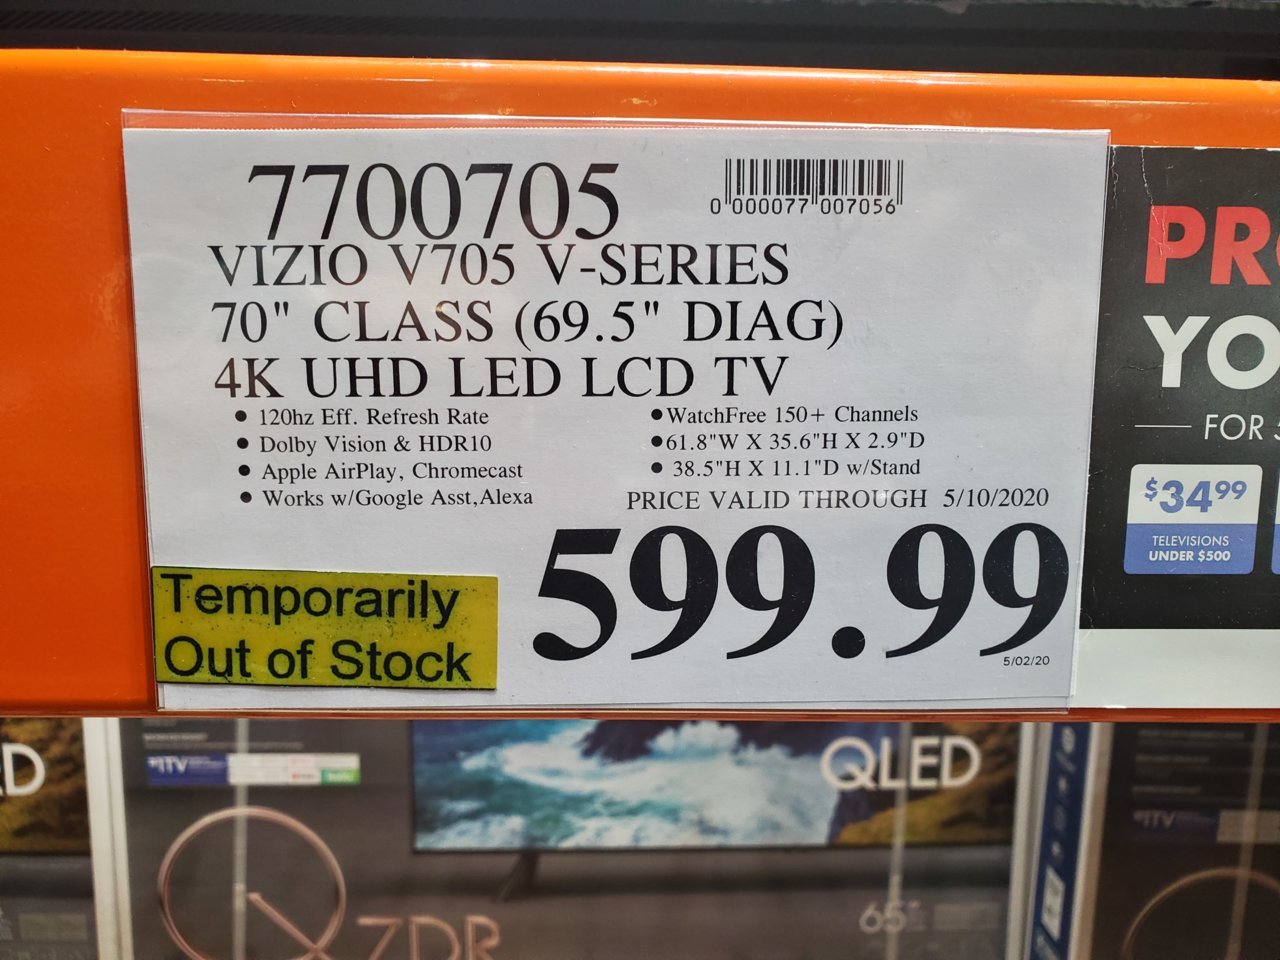 7700705
0 000077 007056
VIZIO V705 V-SERIES
70" CLASS (69.5" DIAG)
4K UHD LED LCD TV
• 120hz Eff. Refresh Rate
• Dolby Vision & HDR10
• Apple AirPlay, Chromecast
• Works w/Google Asst,Alexa
• WatchFree 150+ Channels
• 61.8"W X 35.6"H X 2.9"D
• 38.5"H X 11.1"D w/Stand
PRICE VALID THROUGH 5/10/2020
599.99
5/02/20
Temporarily
Out of Stock
PR
YO
FOR
$34.99
TELEVISIONS
UNDER $500
ED
QLED
Q7DR
65"